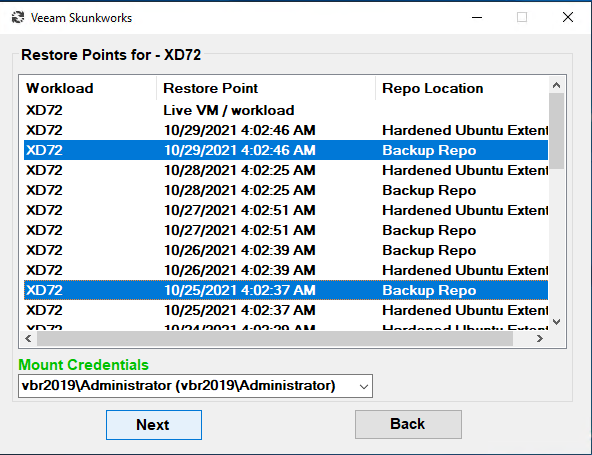 Veeam Skunkworks
Restore Points for - XD72
Workload Restore Point Repo Location
XD72 Live VM / workload
XD72 10/29/2021 4:02:46 AM Hardened Ubuntu Extent
XD72 10/29/2021 4:02:46 AM Backup Repo
XD72 10/28/2021 4:02:25 AM Hardened Ubuntu Extent
XD72 10/28/2021 4:02:25 AM Backup Repo
XD72 10/27/2021 4:02:51 AM Hardened Ubuntu Extent
XD72 10/27/2021 4:02:51 AM Backup Repo
XD72 10/26/2021 4:02:39 AM Backup Repo
XD72 10/26/2021 4:02:39 AM Hardened Ubuntu Extent
XD72 10/25/2021 4:02:37 AM Backup Repo
XD72 10/25/2021 4:02:37 AM Hardened Ubuntu Extent
XD72 10/24/2021 4:02:29 AM Hardened Ubuntu Extent
Mount Credentials
vbr2019\Administrator (vbr2019\Administrator)
Next Back